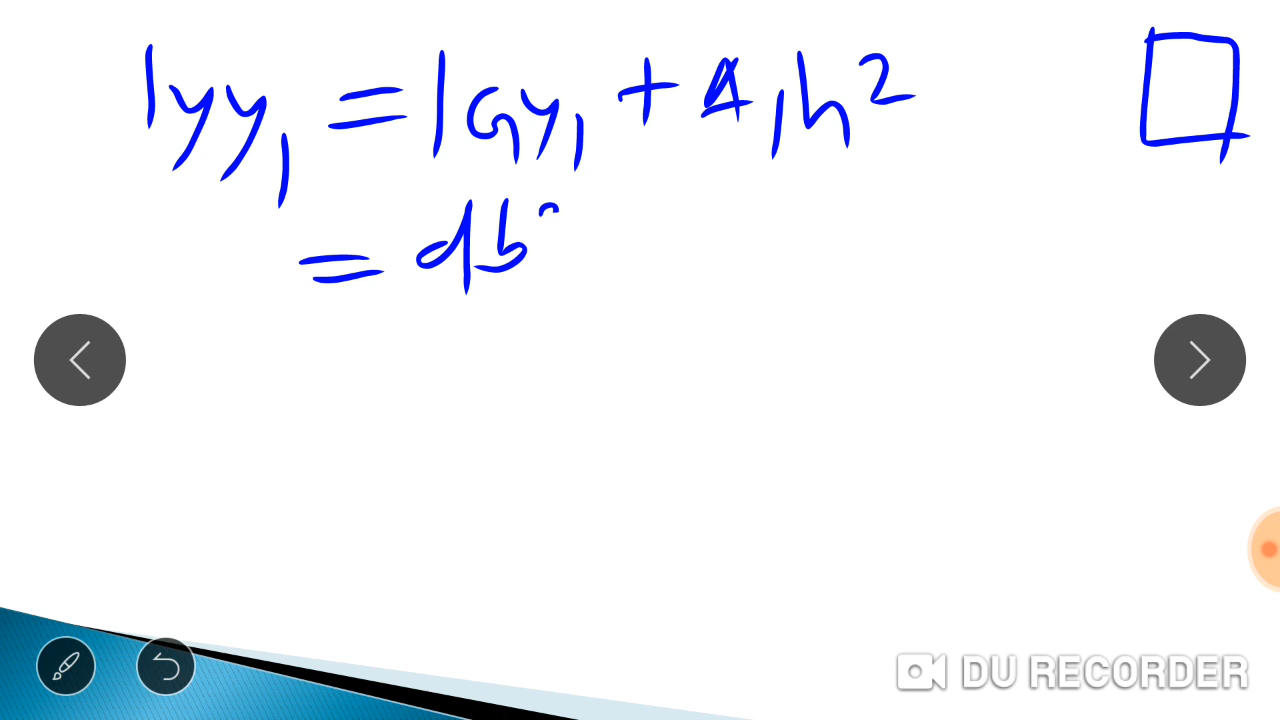 Iyy₁ = IGy₁ + A₁h²
= db
DU RECORDER